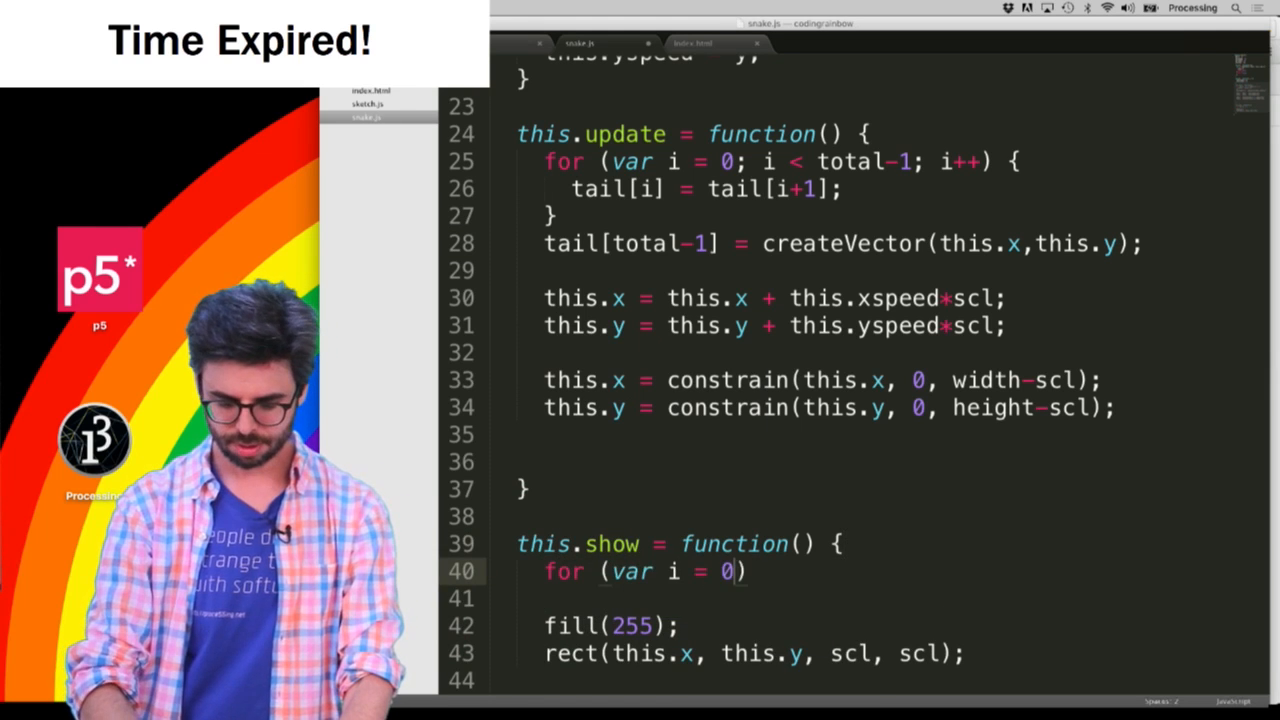 Time Expired!
Processing
snake.js — codingrainbow
snake.js
index.html
index.html
sketch.js
snake.js
this.yspeed = y;
}
23
24 this.update = function() {
25 for (var i = 0; i < total-1; i++) {
26 tail[i] = tail[i+1];
27 }
28 tail[total-1] = createVector(this.x,this.y);
29
30 this.x = this.x + this.xspeed*scl;
31 this.y = this.y + this.yspeed*scl;
32
33 this.x = constrain(this.x, 0, width-scl);
34 this.y = constrain(this.y, 0, height-scl);
35
36
37 }
38
39 this.show = function() {
40 for (var i = 0)
41
42 fill(255);
43 rect(this.x, this.y, scl, scl);
44
p5*
p5
Processing
eople d
trange t
with softw
Spaces: 2
JavaScript